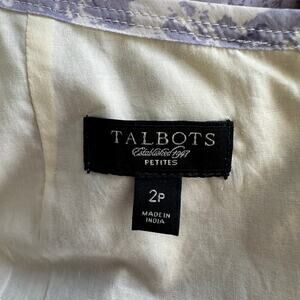 TALBOTS
Established 1947
PETITES
2P
MADE IN
INDIA